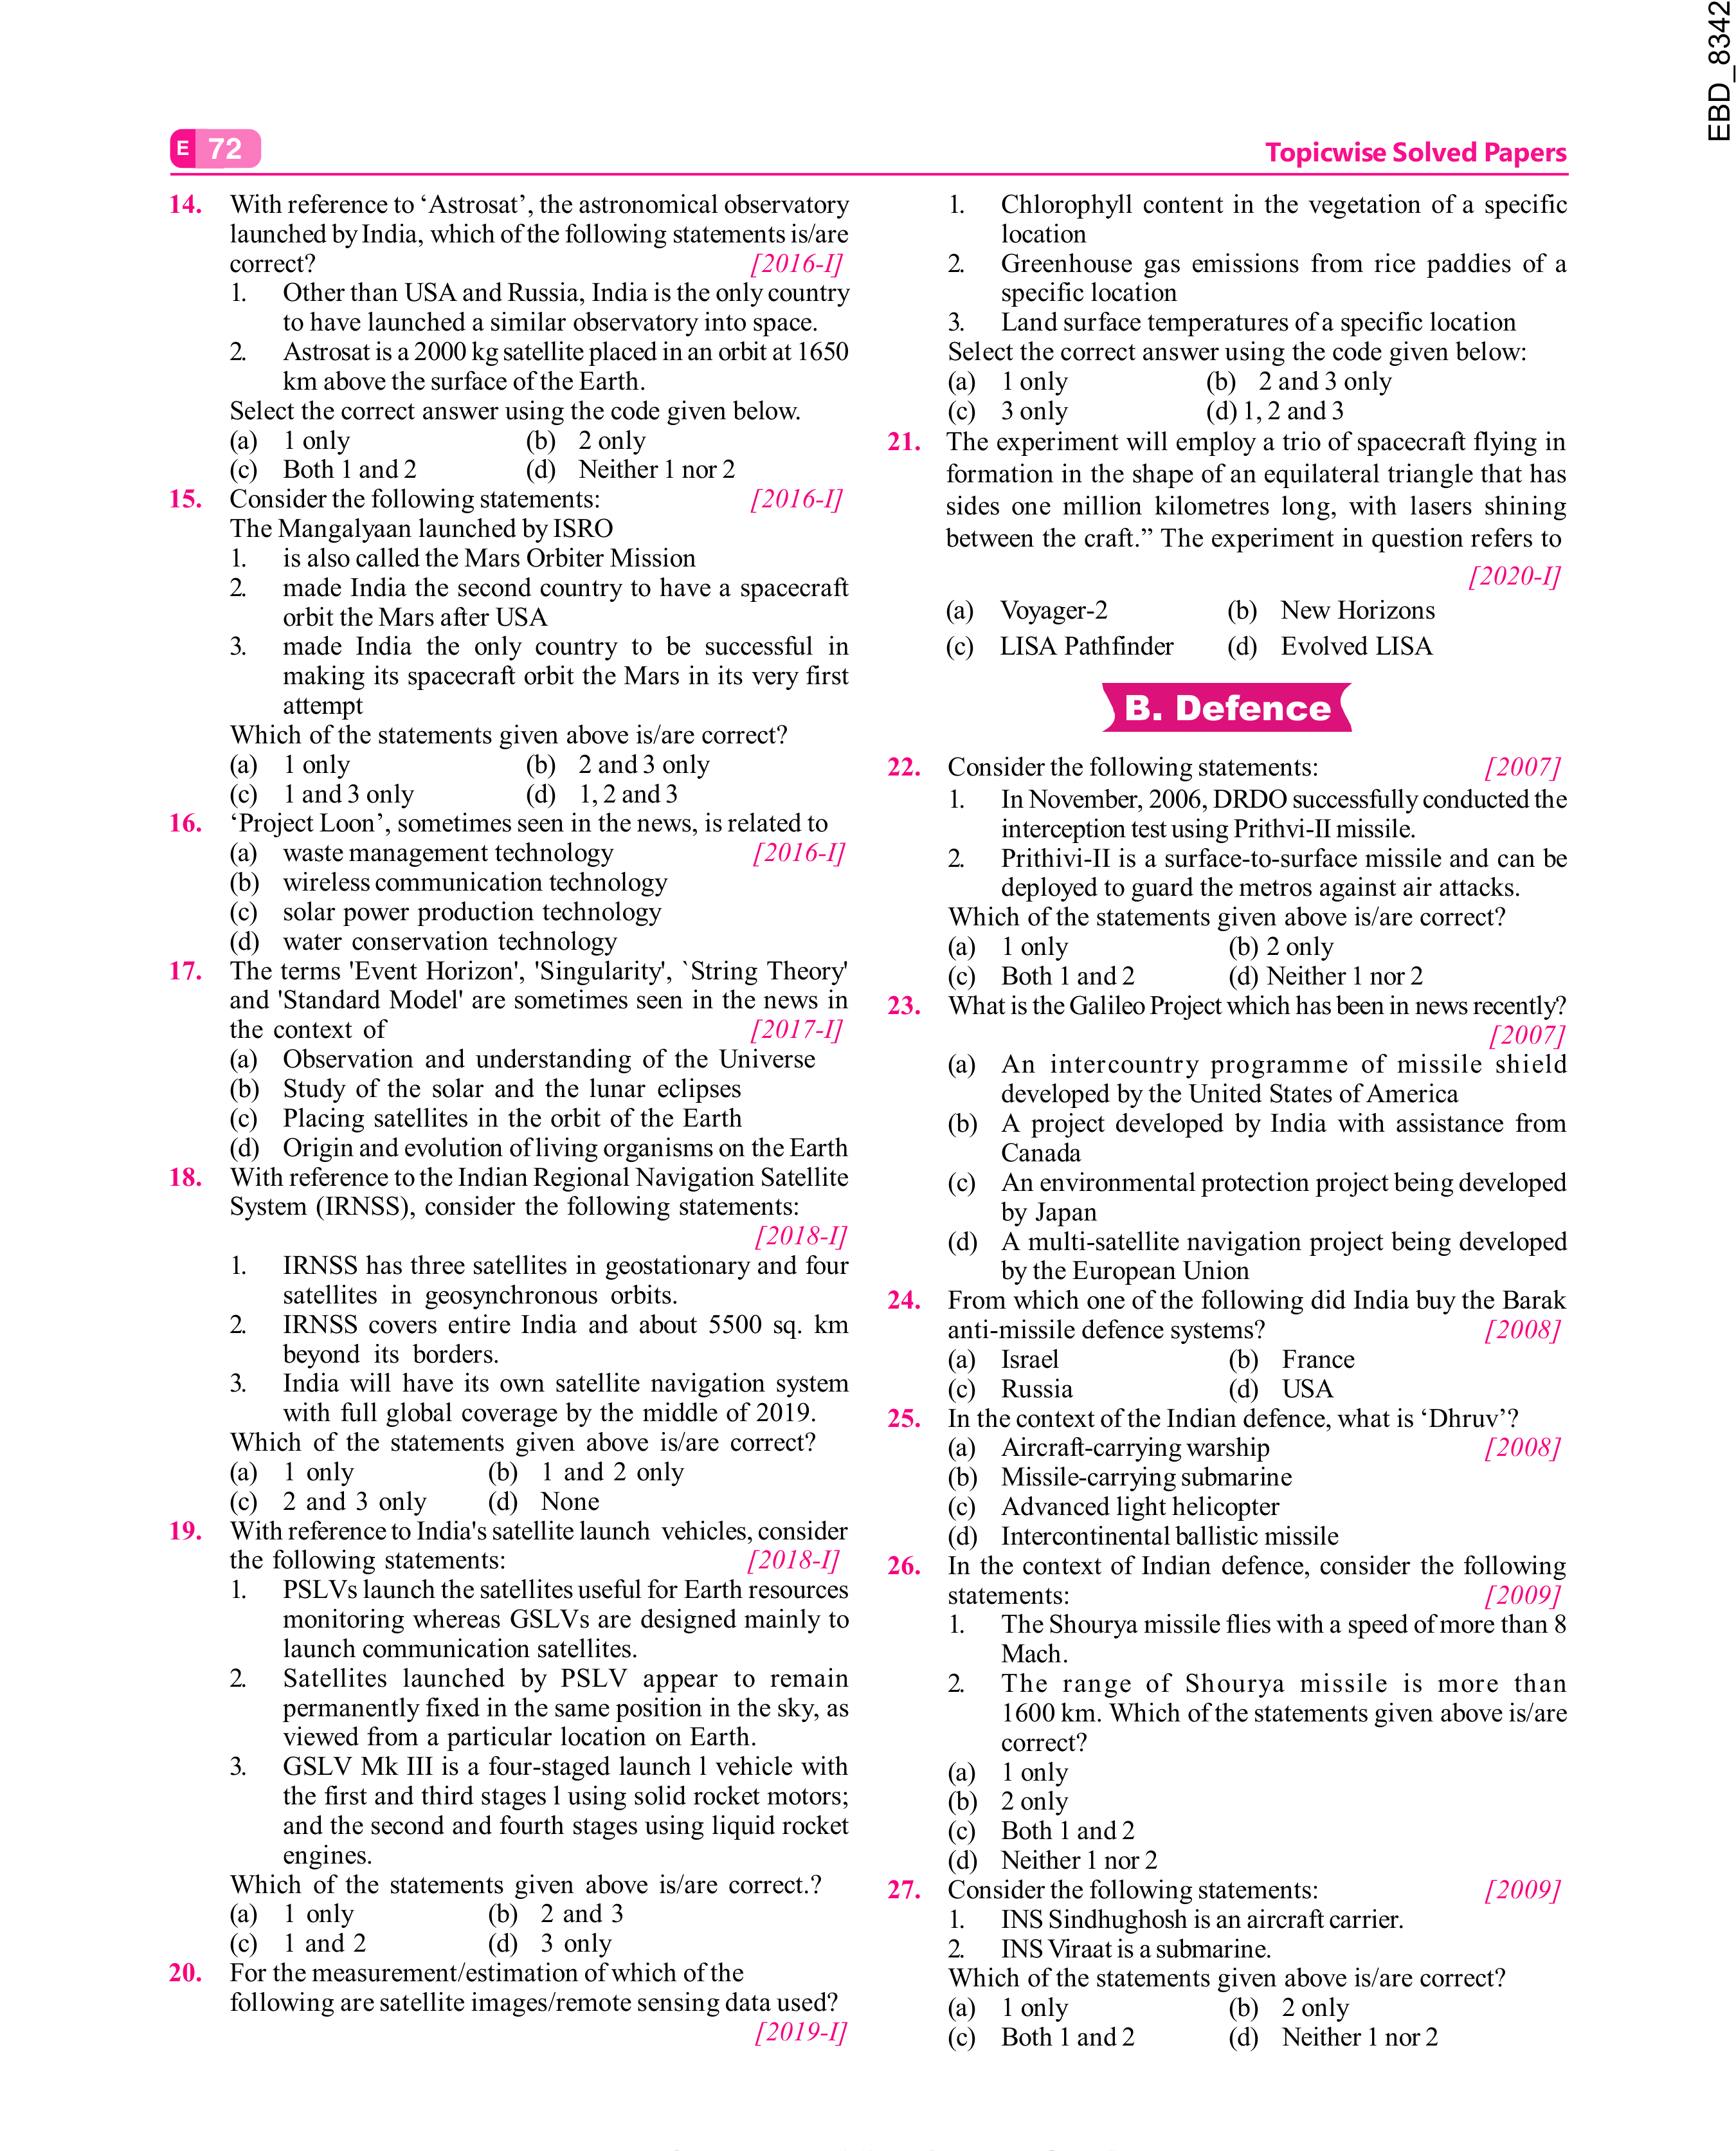 EBD_8342
E 72
Topicwise Solved Papers
14. With reference to ‘Astrosat’, the astronomical observatory
launched by India, which of the following statements is/are
correct? [2016-I]
1. Other than USA and Russia, India is the only country
to have launched a similar observatory into space.
2. Astrosat is a 2000 kg satellite placed in an orbit at 1650
km above the surface of the Earth.
Select the correct answer using the code given below.
(a) 1 only (b) 2 only
(c) Both 1 and 2 (d) Neither 1 nor 2
15. Consider the following statements: [2016-I]
The Mangalyaan launched by ISRO
1. is also called the Mars Orbiter Mission
2. made India the second country to have a spacecraft
orbit the Mars after USA
3. made India the only country to be successful in
making its spacecraft orbit the Mars in its very first
attempt
Which of the statements given above is/are correct?
(a) 1 only (b) 2 and 3 only
(c) 1 and 3 only (d) 1, 2 and 3
16. ‘Project Loon’, sometimes seen in the news, is related to
(a) waste management technology [2016-I]
(b) wireless communication technology
(c) solar power production technology
(d) water conservation technology
17. The terms 'Event Horizon', 'Singularity', `String Theory'
and 'Standard Model' are sometimes seen in the news in
the context of [2017-I]
(a) Observation and understanding of the Universe
(b) Study of the solar and the lunar eclipses
(c) Placing satellites in the orbit of the Earth
(d) Origin and evolution of living organisms on the Earth
18. With reference to the Indian Regional Navigation Satellite
System (IRNSS), consider the following statements:
[2018-I]
1. IRNSS has three satellites in geostationary and four
satellites in geosynchronous orbits.
2. IRNSS covers entire India and about 5500 sq. km
beyond its borders.
3. India will have its own satellite navigation system
with full global coverage by the middle of 2019.
Which of the statements given above is/are correct?
(a) 1 only (b) 1 and 2 only
(c) 2 and 3 only (d) None
19. With reference to India's satellite launch vehicles, consider
the following statements: [2018-I]
1. PSLVs launch the satellites useful for Earth resources
monitoring whereas GSLVs are designed mainly to
launch communication satellites.
2. Satellites launched by PSLV appear to remain
permanently fixed in the same position in the sky, as
viewed from a particular location on Earth.
3. GSLV Mk III is a four-staged launch l vehicle with
the first and third stages l using solid rocket motors;
and the second and fourth stages using liquid rocket
engines.
Which of the statements given above is/are correct.?
(a) 1 only (b) 2 and 3
(c) 1 and 2 (d) 3 only
20. For the measurement/estimation of which of the
following are satellite images/remote sensing data used?
[2019-I]
1. Chlorophyll content in the vegetation of a specific
location
2. Greenhouse gas emissions from rice paddies of a
specific location
3. Land surface temperatures of a specific location
Select the correct answer using the code given below:
(a) 1 only (b) 2 and 3 only
(c) 3 only (d) 1, 2 and 3
21. The experiment will employ a trio of spacecraft flying in
formation in the shape of an equilateral triangle that has
sides one million kilometres long, with lasers shining
between the craft.” The experiment in question refers to
[2020-I]
(a) Voyager-2 (b) New Horizons
(c) LISA Pathfinder (d) Evolved LISA
B. Defence
22. Consider the following statements: [2007]
1. In November, 2006, DRDO successfully conducted the
interception test using Prithvi-II missile.
2. Prithivi-II is a surface-to-surface missile and can be
deployed to guard the metros against air attacks.
Which of the statements given above is/are correct?
(a) 1 only (b) 2 only
(c) Both 1 and 2 (d) Neither 1 nor 2
23. What is the Galileo Project which has been in news recently?
[2007]
(a) An intercountry programme of missile shield
developed by the United States of America
(b) A project developed by India with assistance from
Canada
(c) An environmental protection project being developed
by Japan
(d) A multi-satellite navigation project being developed
by the European Union
24. From which one of the following did India buy the Barak
anti-missile defence systems? [2008]
(a) Israel (b) France
(c) Russia (d) USA
25. In the context of the Indian defence, what is ‘Dhruv’?
(a) Aircraft-carrying warship [2008]
(b) Missile-carrying submarine
(c) Advanced light helicopter
(d) Intercontinental ballistic missile
26. In the context of Indian defence, consider the following
statements: [2009]
1. The Shourya missile flies with a speed of more than 8
Mach.
2. The range of Shourya missile is more than
1600 km. Which of the statements given above is/are
correct?
(a) 1 only
(b) 2 only
(c) Both 1 and 2
(d) Neither 1 nor 2
27. Consider the following statements: [2009]
1. INS Sindhughosh is an aircraft carrier.
2. INS Viraat is a submarine.
Which of the statements given above is/are correct?
(a) 1 only (b) 2 only
(c) Both 1 and 2 (d) Neither 1 nor 2